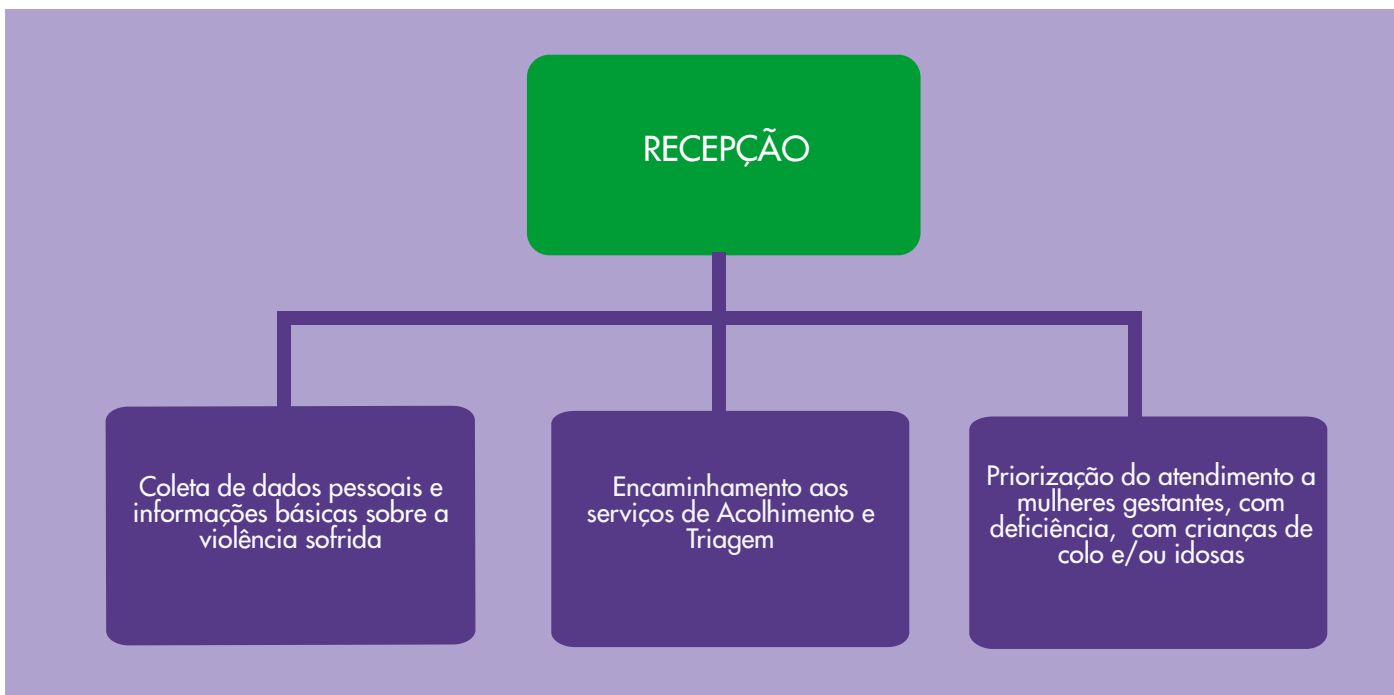 RECEPÇÃO
Coleta de dados pessoais e
informações básicas sobre a
violência sofrida
Encaminhamento aos
serviços de Acolhimento e
Triagem
Priorização do atendimento a
mulheres gestantes, com
deficiência, com crianças de
colo e/ou idosas